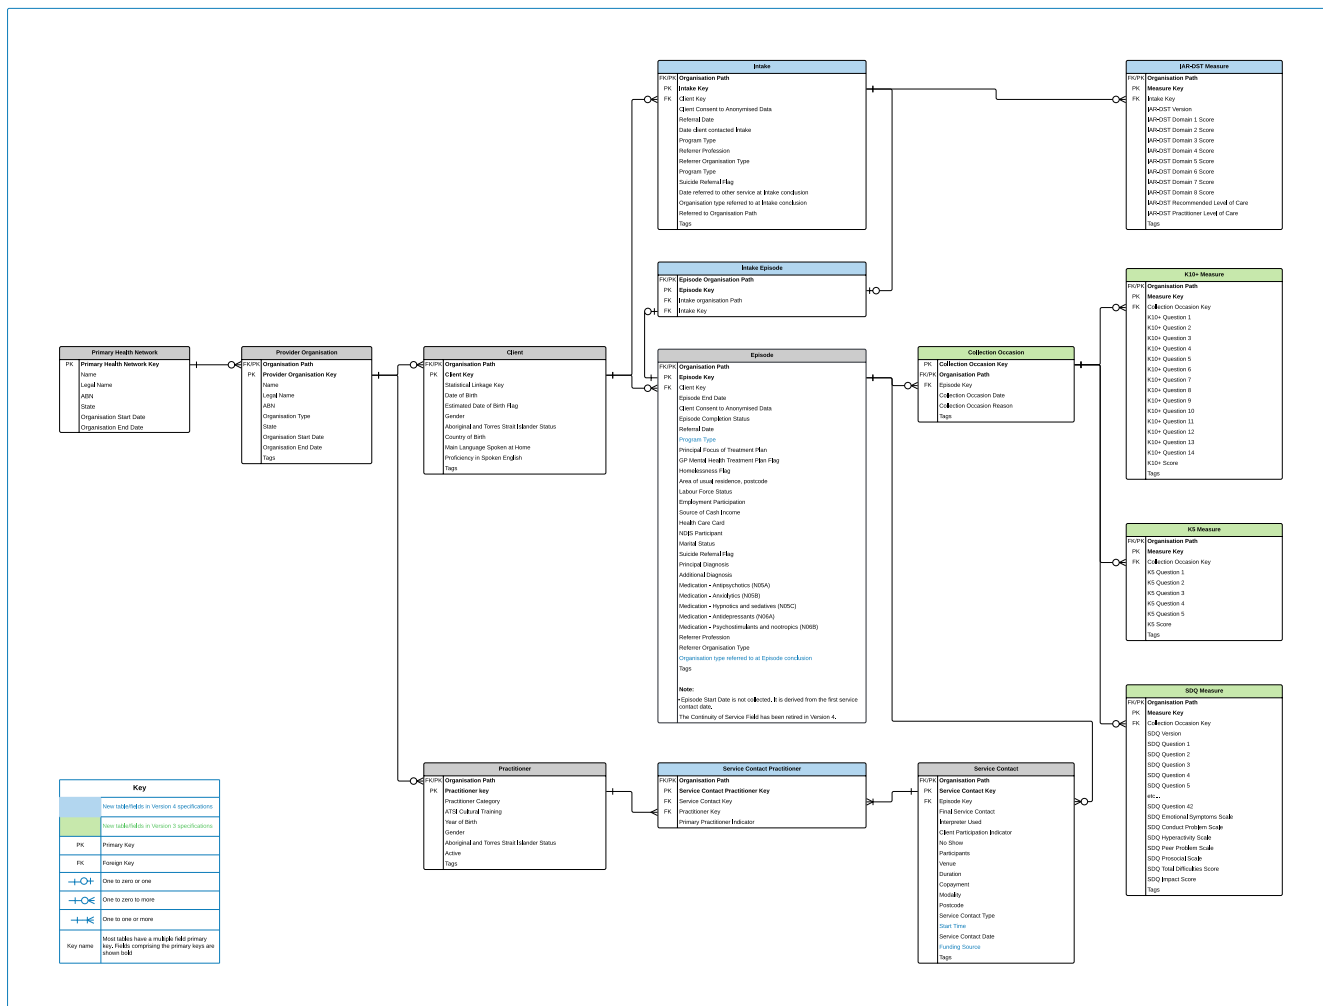 Primary Health Network
PK Primary Health Network Key
Name
Legal Name
ABN
State
Organisation Start Date
Organisation End Date
Provider Organisation
FK/PK Organisation Path
PK Provider Organisation Key
Name
Legal Name
ABN
Organisation Type
State
Organisation Start Date
Organisation End Date
Tags
Client
FK/PK Organisation Path
PK Client Key
Statistical Linkage Key
Date of Birth
Estimated Date of Birth Flag
Gender
Aboriginal and Torres Strait Islander Status
Country of Birth
Main Language Spoken at Home
Proficiency in Spoken English
Tags
Practitioner
FK/PK Organisation Path
PK Practitioner key
Practitioner Category
ATSI Cultural Training
Year of Birth
Gender
Aboriginal and Torres Strait Islander Status
Active
Tags
Intake
FK/PK Organisation Path
PK Intake Key
FK Client Key
Client Consent to Anonymised Data
Referral Date
Date client contacted Intake
Program Type
Referrer Profession
Referrer Organisation Type
Program Type
Suicide Referral Flag
Date referred to other service at Intake conclusion
Organisation type referred to at Intake conclusion
Referred to Organisation Path
Tags
Intake Episode
FK/PK Episode Organisation Path
PK Episode Key
FK Intake organisation Path
FK Intake Key
Episode
FK/PK Organisation Path
PK Episode Key
FK Client Key
Episode End Date
Client Consent to Anonymised Data
Episode Completion Status
Referral Date
Program Type
Principal Focus of Treatment Plan
GP Mental Health Treatment Plan Flag
Homelessness Flag
Area of usual residence, postcode
Labour Force Status
Employment Participation
Source of Cash Income
Health Care Card
NDIS Participant
Marital Status
Suicide Referral Flag
Principal Diagnosis
Additional Diagnosis
Medication - Antipsychotics (N05A)
Medication - Anxiolytics (N05B)
Medication - Hypnotics and sedatives (N05C)
Medication - Antidepressants (N06A)
Medication - Psychostimulants and nootropics (N06B)
Referrer Profession
Referrer Organisation Type
Organisation type referred to at Episode conclusion
Tags
Note:
• Episode Start Date is not collected. It is derived from the first service
contact date.
The Continuity of Service Field has been retired in Version 4.
Service Contact Practitioner
FK/PK Organisation Path
PK Service Contact Practitioner Key
FK Service Contact Key
FK Practitioner Key
Primary Practitioner Indicator
Collection Occasion
PK Collection Occasion Key
FK/PK Organisation Path
FK Episode Key
Collection Occasion Date
Collection Occasion Reason
Tags
Service Contact
FK/PK Organisation Path
PK Service Contact Key
FK Episode Key
Final Service Contact
Interpreter Used
Client Participation Indicator
No Show
Participants
Venue
Duration
Copayment
Modality
Postcode
Service Contact Type
Start Time
Service Contact Date
Funding Source
Tags
IAR-DST Measure
FK/PK Organisation Path
PK Measure Key
FK Intake Key
IAR-DST Version
IAR-DST Domain 1 Score
IAR-DST Domain 2 Score
IAR-DST Domain 3 Score
IAR-DST Domain 4 Score
IAR-DST Domain 5 Score
IAR-DST Domain 6 Score
IAR-DST Domain 7 Score
IAR-DST Domain 8 Score
IAR-DST Recommended Level of Care
IAR-DST Practitioner Level of Care
Tags
K10+ Measure
FK/PK Organisation Path
PK Measure Key
FK Collection Occasion Key
K10+ Question 1
K10+ Question 2
K10+ Question 3
K10+ Question 4
K10+ Question 5
K10+ Question 6
K10+ Question 7
K10+ Question 8
K10+ Question 9
K10+ Question 10
K10+ Question 11
K10+ Question 12
K10+ Question 13
K10+ Question 14
K10+ Score
Tags
K5 Measure
FK/PK Organisation Path
PK Measure Key
FK Collection Occasion Key
K5 Question 1
K5 Question 2
K5 Question 3
K5 Question 4
K5 Question 5
K5 Score
Tags
SDQ Measure
FK/PK Organisation Path
PK Measure Key
FK Collection Occasion Key
SDQ Version
SDQ Question 1
SDQ Question 2
SDQ Question 3
SDQ Question 4
SDQ Question 5
etc...
SDQ Question 42
SDQ Emotional Symptoms Scale
SDQ Conduct Problem Scale
SDQ Hyperactivity Scale
SDQ Peer Problem Scale
SDQ Prosocial Scale
SDQ Total Difficulties Score
SDQ Impact Score
Tags
Key
New table/fields in Version 4 specifications
New table/fields in Version 3 specifications
PK Primary Key
FK Foreign Key
One to zero or one
One to zero to more
One to one or more
Key name Most tables have a multiple field primary
key. Fields comprising the primary keys are
shown bold